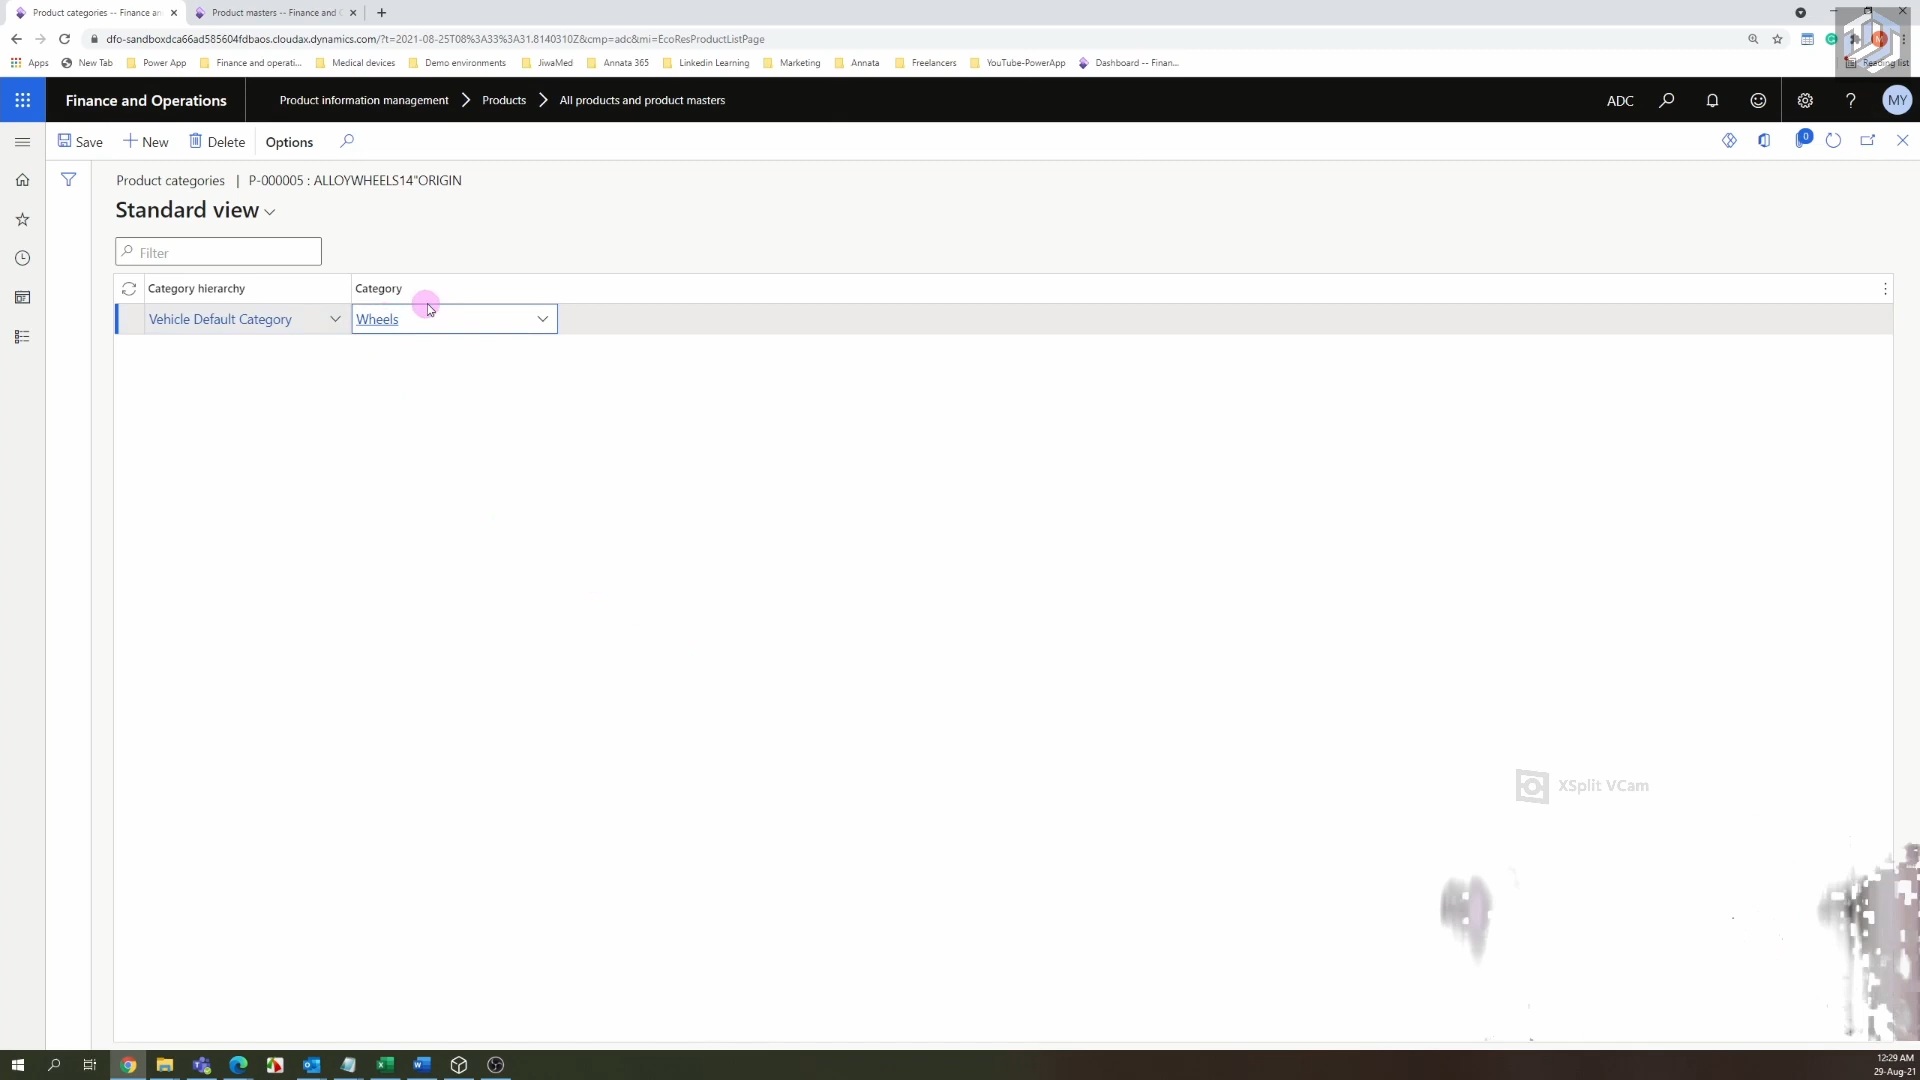 Product categories -- Finance an
Product masters -- Finance and
dfo-sandboxdca66ad585604fdbaos.cloudax.dynamics.com/?t=2021-08-25T08%3A33%3A31.8140310Z&cmp=adc&mi=EcoResProductListPage
Apps New Tab Power App Finance and operati... Medical devices Demo environments JiwaMed Annata 365 Linkedin Learning Marketing Annata Freelancers YouTube-PowerApp Dashboard -- Finan... Reading list
Finance and Operations Product information management Products All products and product masters ADC ? MY
Save New Delete Options 0
Product categories | P-000005 : ALLOYWHEELS14"ORIGIN
Standard view
Filter
Category hierarchy Category
Vehicle Default Category Wheels
XSplit VCam
12:29 AM
29-Aug-21